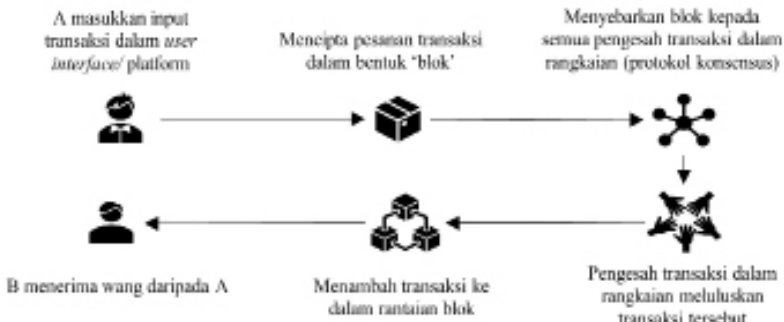 A masukkan input
transaksi dalam user
interface/ platform
Mencipta pesanan transaksi
dalam bentuk ‘blok’
Menyebarkan blok kepada
semua pengesah transaksi dalam
rangkaian (protokol konsensus)
B menerima wang daripada A
Menambah transaksi ke
dalam rantaian blok
Pengesah transaksi dalam
rangkaian meluluskan
transaksi tersebut